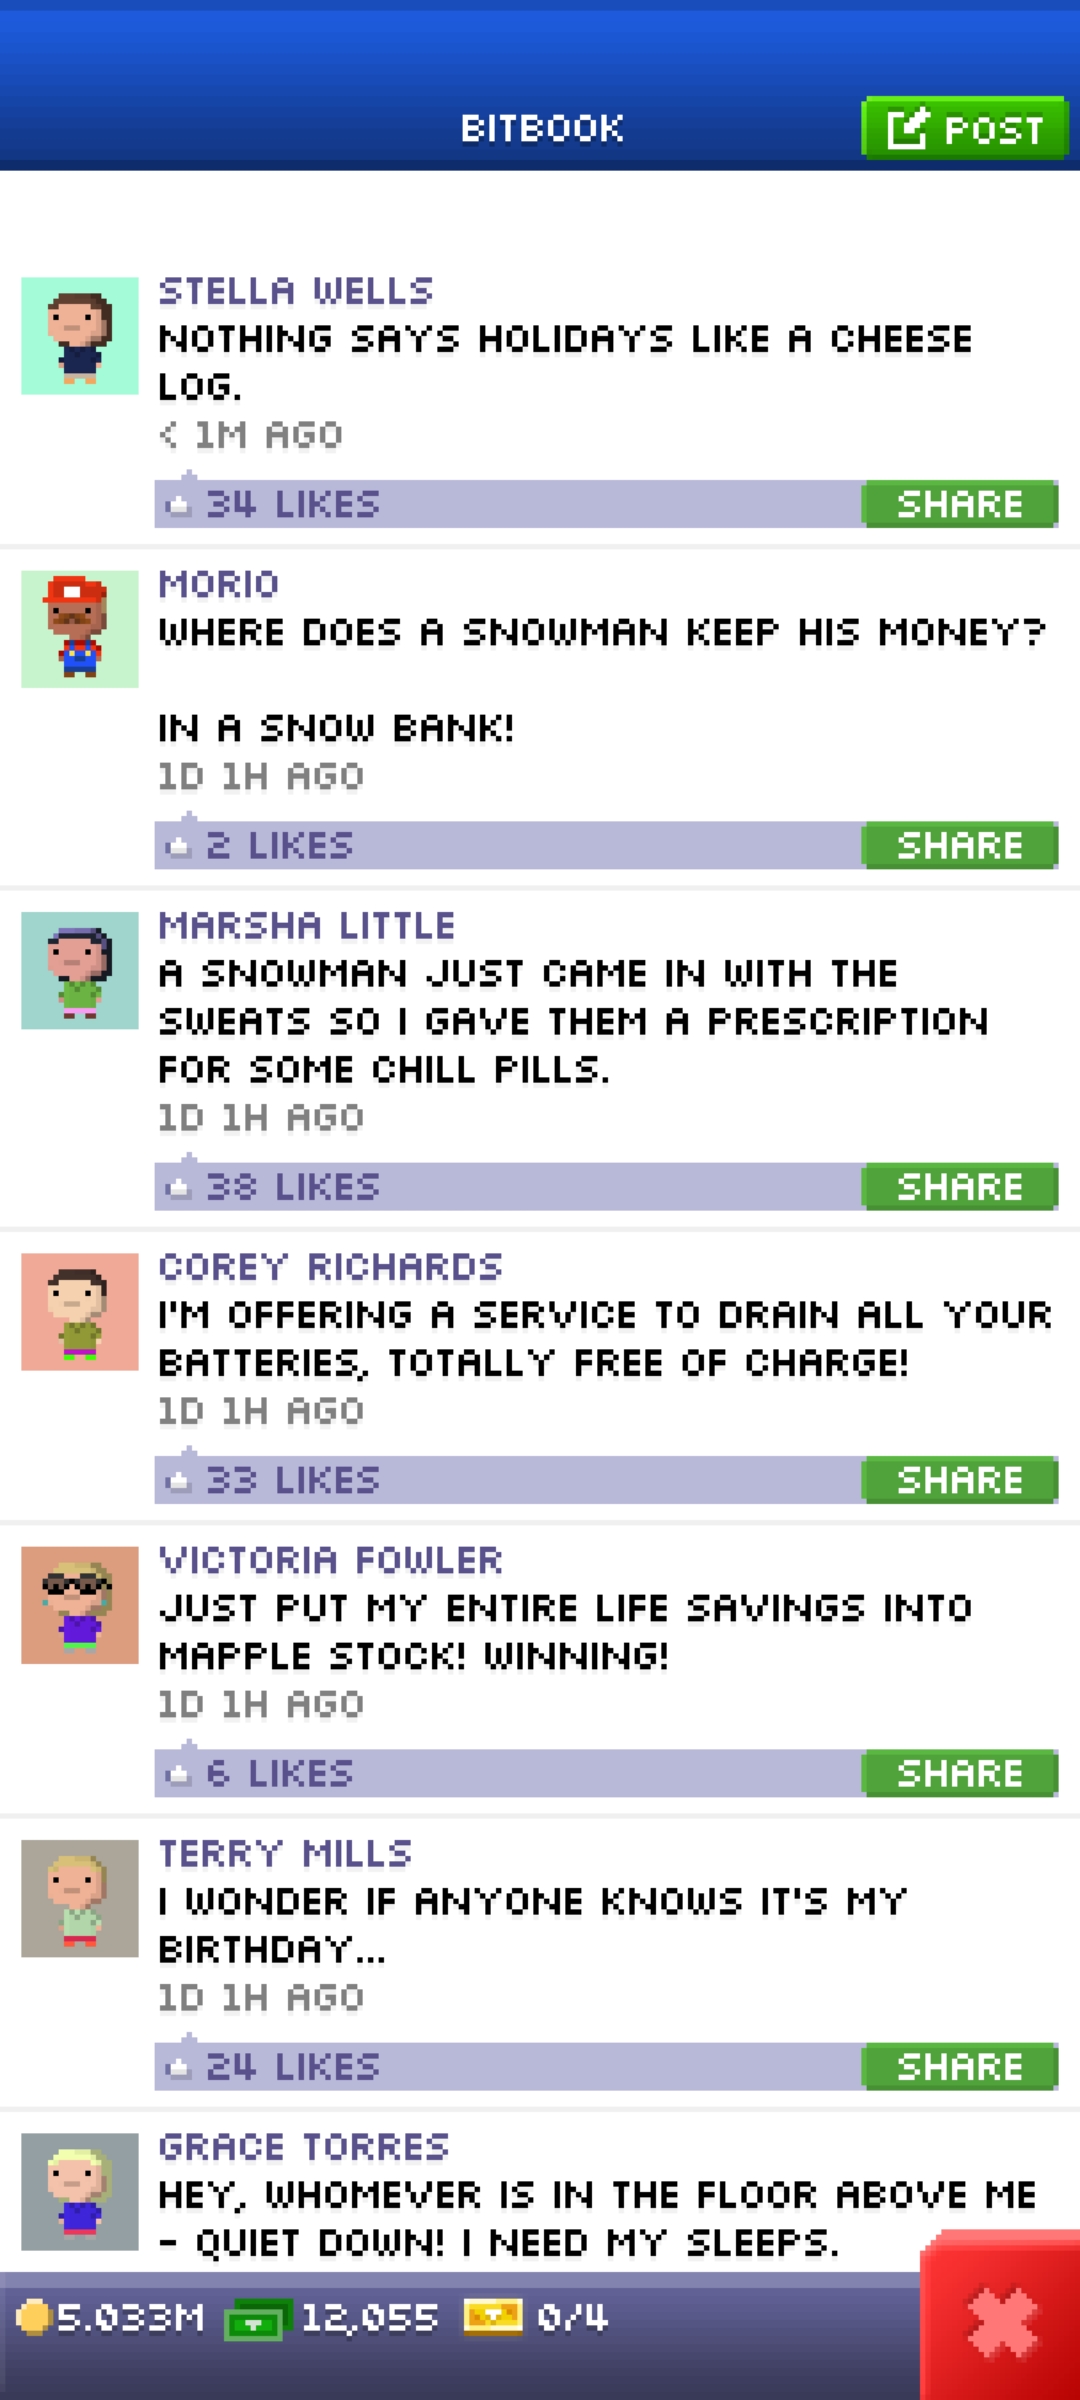 BITBOOK
POST
STELLA WELLS
NOTHING SAYS HOLIDAYS LIKE A CHEESE
LOG.
< 1M AGO
34 LIKES
SHARE
MORIO
WHERE DOES A SNOWMAN KEEP HIS MONEY?
IN A SNOW BANK!
1D 1H AGO
2 LIKES
SHARE
MARSHA LITTLE
A SNOWMAN JUST CAME IN WITH THE
SWEATS SO I GAVE THEM A PRESCRIPTION
FOR SOME CHILL PILLS.
1D 1H AGO
38 LIKES
SHARE
COREY RICHARDS
I'M OFFERING A SERVICE TO DRAIN ALL YOUR
BATTERIES, TOTALLY FREE OF CHARGE!
1D 1H AGO
33 LIKES
SHARE
VICTORIA FOWLER
JUST PUT MY ENTIRE LIFE SAVINGS INTO
MAPPLE STOCK! WINNING!
1D 1H AGO
6 LIKES
SHARE
TERRY MILLS
I WONDER IF ANYONE KNOWS IT'S MY
BIRTHDAY...
1D 1H AGO
24 LIKES
SHARE
GRACE TORRES
HEY, WHOMEVER IS IN THE FLOOR ABOVE ME
- QUIET DOWN! I NEED MY SLEEPS.
5.033M 12,055 0/4